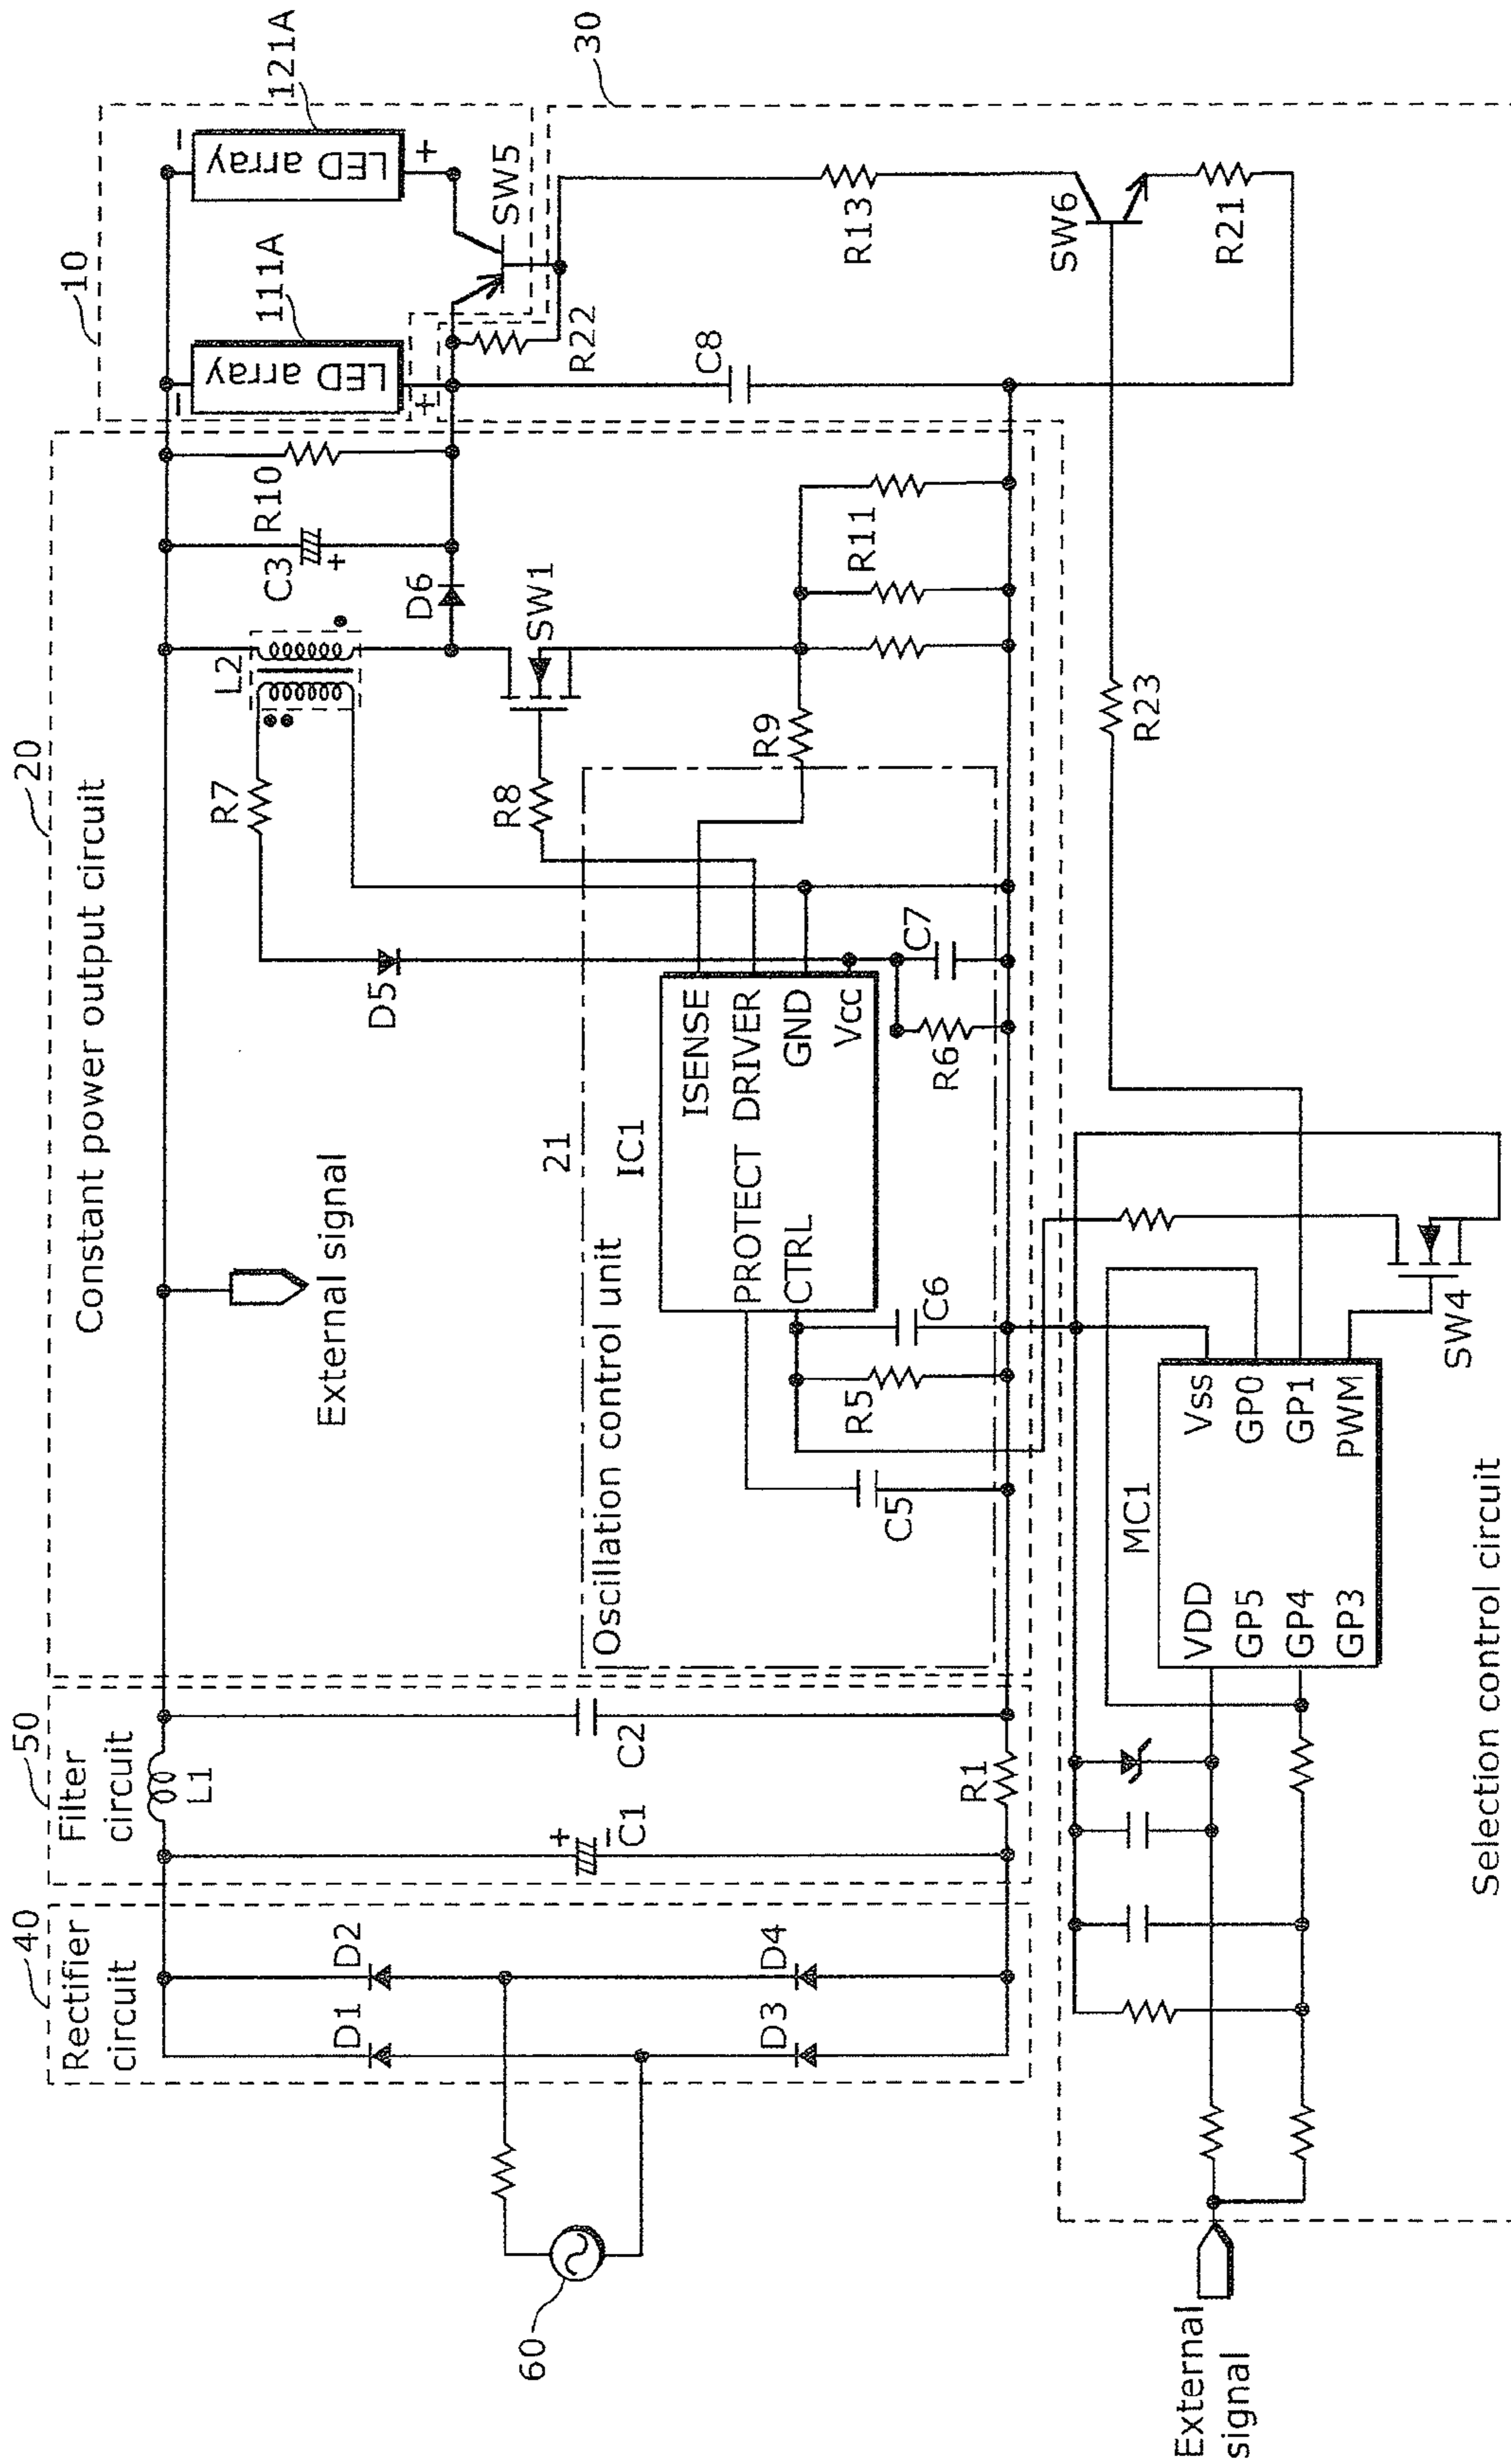 60
40
Rectifier
circuit
D1
D2
D3
D4
50
Filter
circuit
L1
+
−
C1
C2
R1
20
Constant power output circuit
External signal
21
Oscillation control unit
IC1
PROTECT
CTRL
ISENSE
DRIVER
GND
Vcc
C5
R5
C6
R6
C7
D5
R7
R8
R9
L2
SW1
D6
C3
+
R10
R11
10
111A
121A
−
LED array
+
−
LED array
+
SW5
R22
C8
30
R13
SW6
R21
R23
External
signal
MC1
VDD
GP5
GP4
GP3
Vss
GP0
GP1
PWM
SW4
Selection control circuit